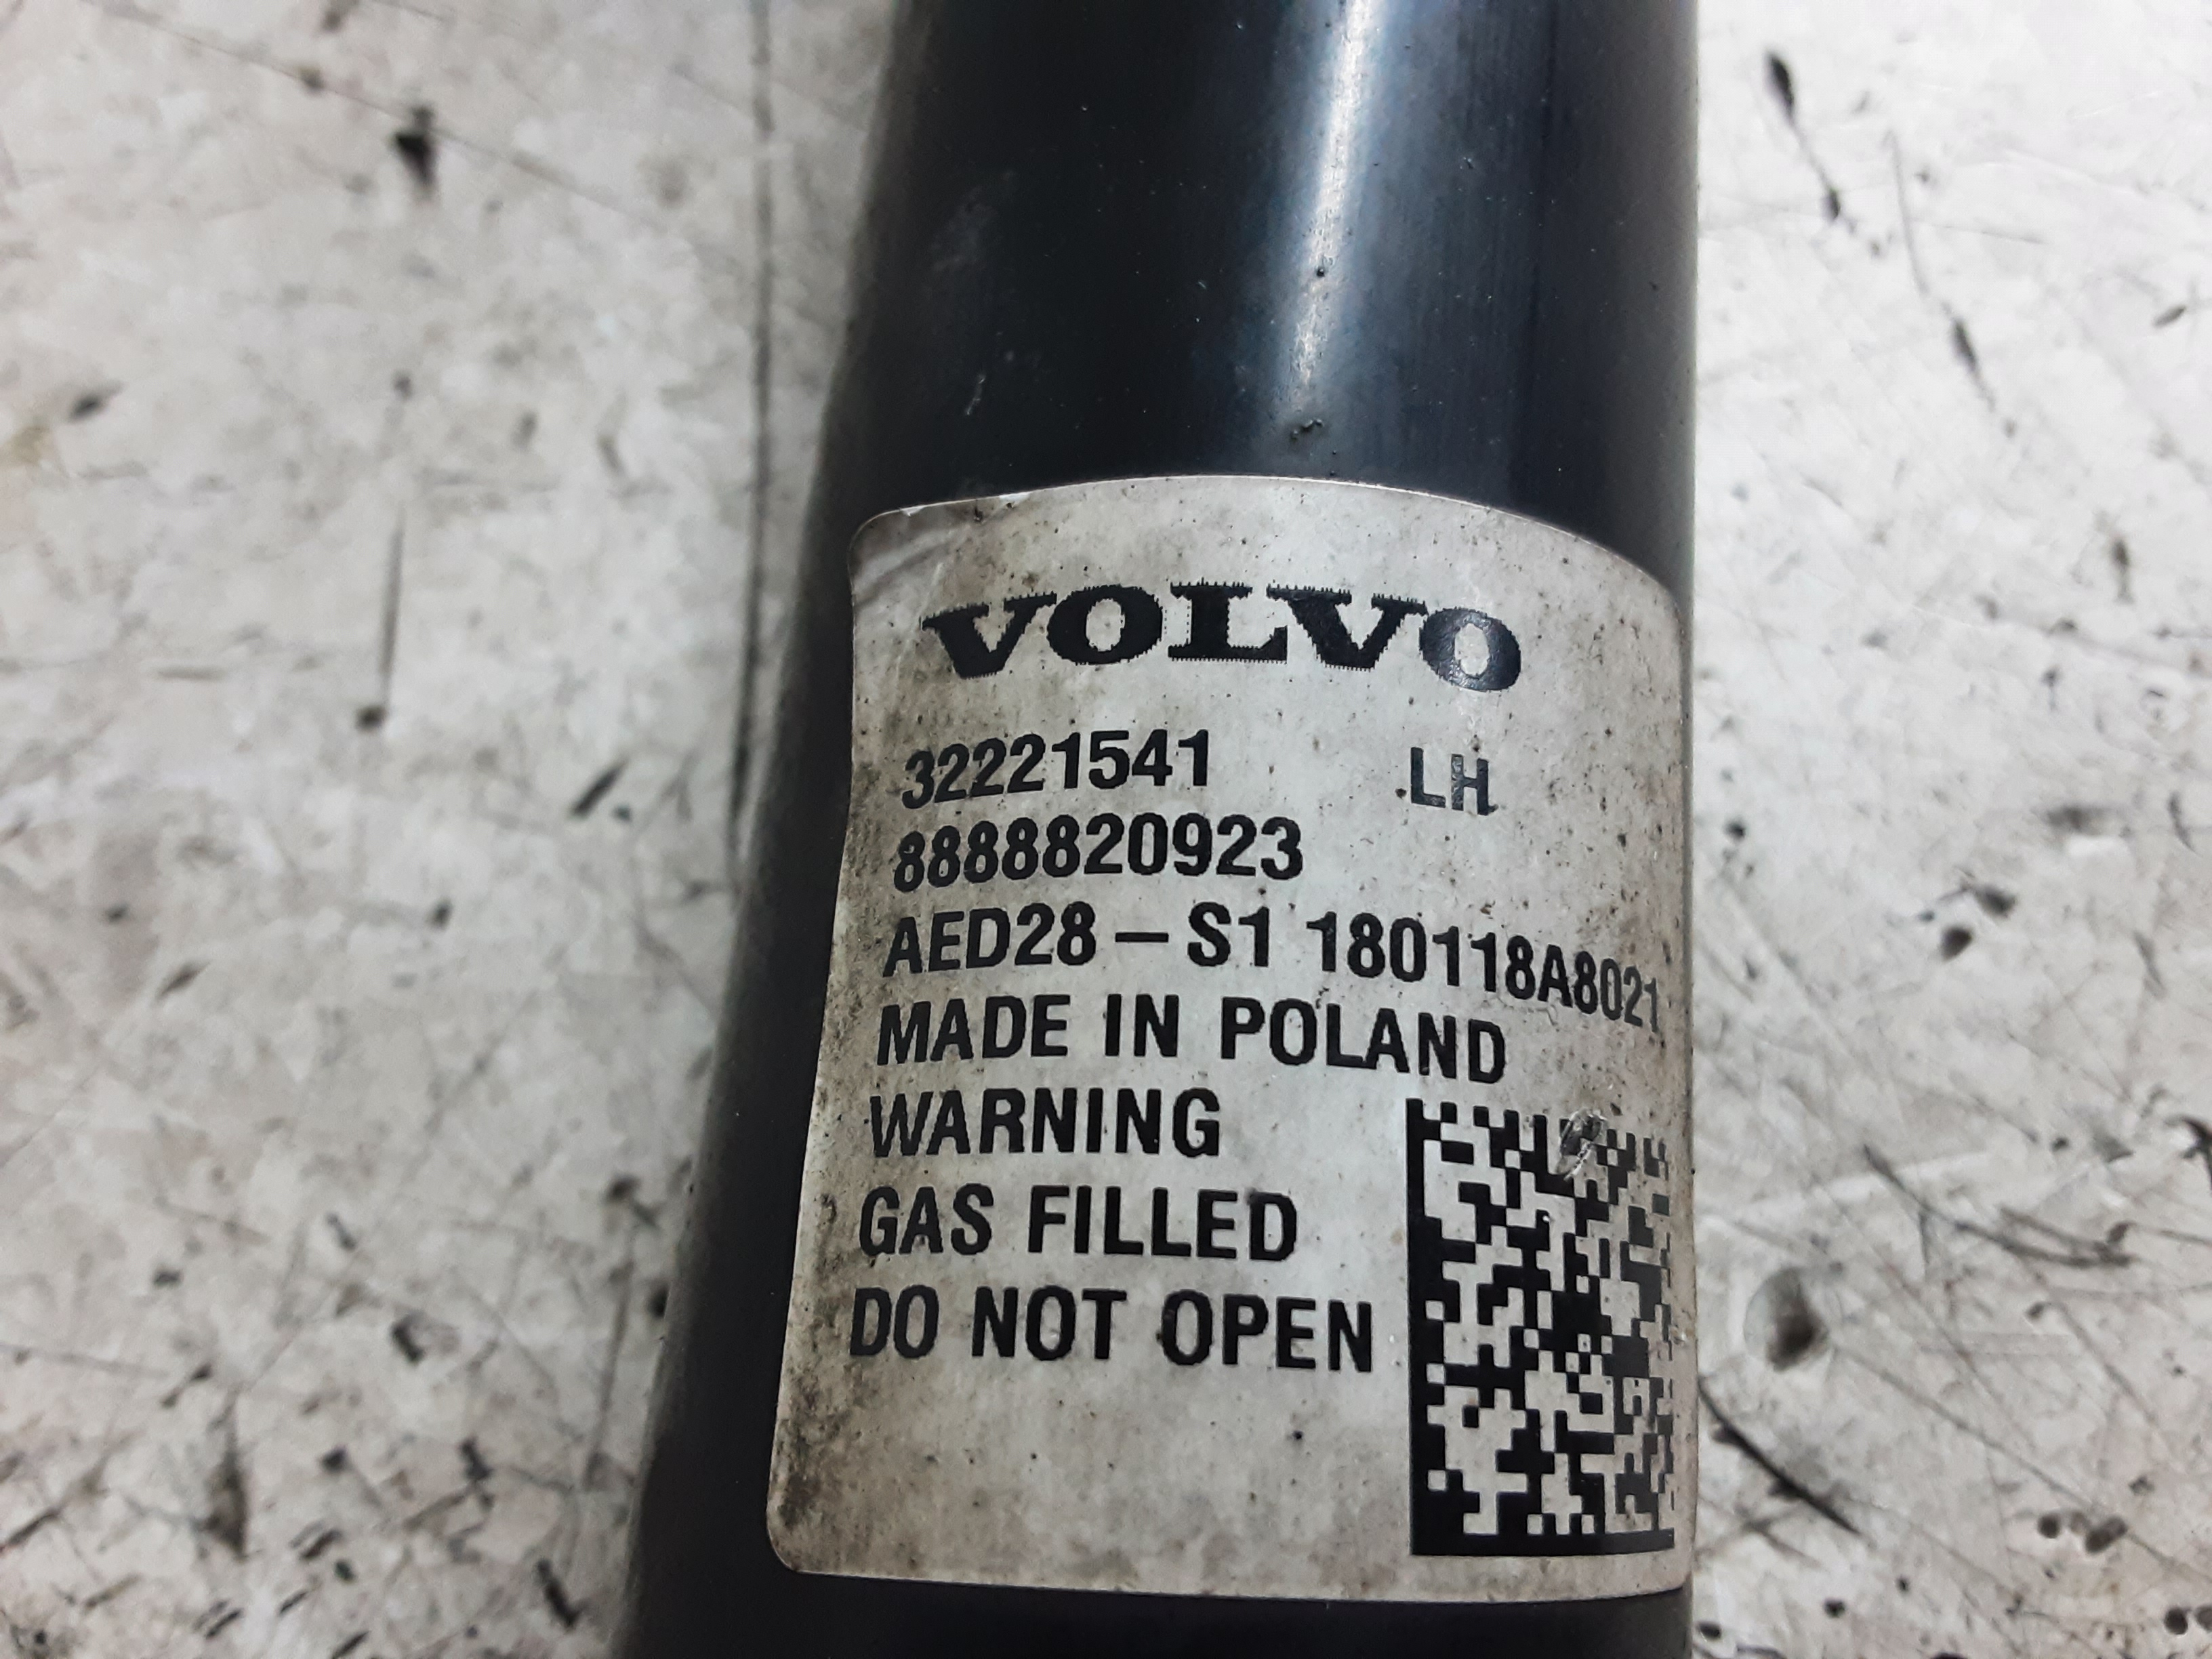 VOLVO
32221541 LH
8888820923
AED28-S1 180118A8021
MADE IN POLAND
WARNING
GAS FILLED
DO NOT OPEN